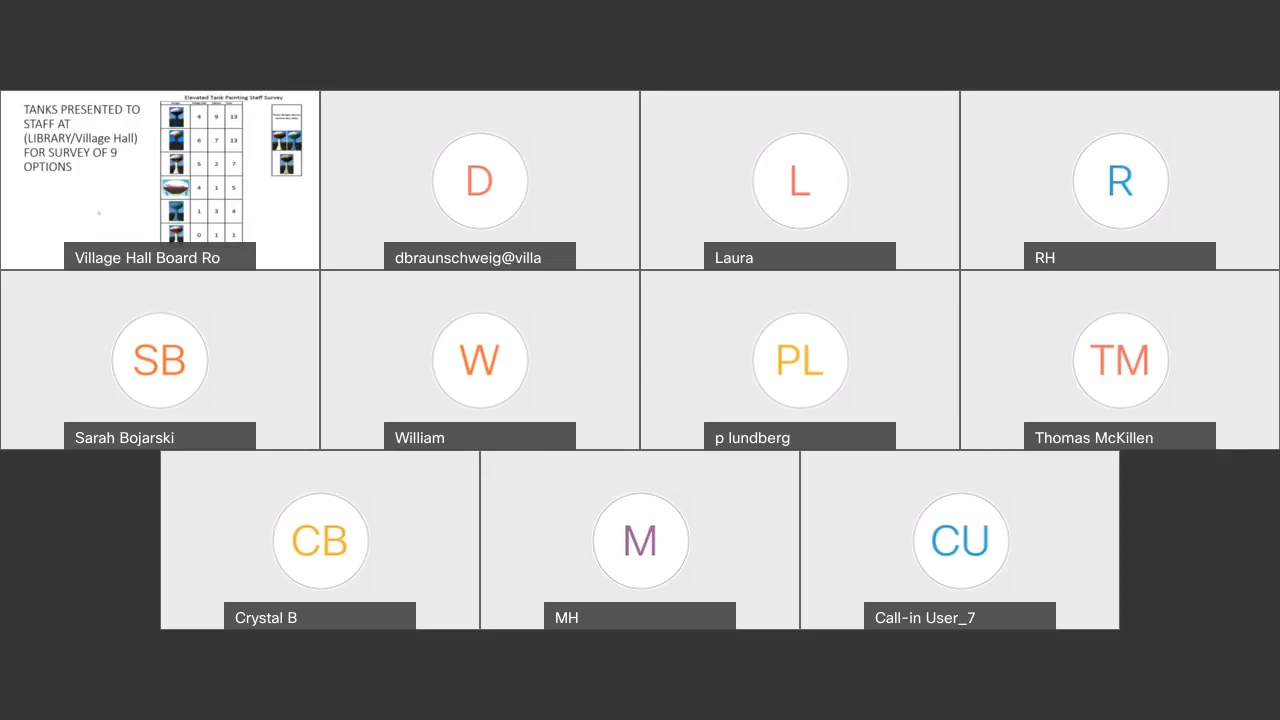 Elevated Tank Painting Staff Survey
TANKS PRESENTED TO
STAFF AT
(LIBRARY/Village Hall)
FOR SURVEY OF 9
OPTIONS
4 9 13
6 7 13
5 2 7
4 1 5
1 3 4
0 1 1
Village Hall Board Ro
D
dbraunschweig@villa
L
Laura
R
RH
SB
Sarah Bojarski
W
William
PL
p lundberg
TM
Thomas McKillen
CB
Crystal B
M
MH
CU
Call-in User_7